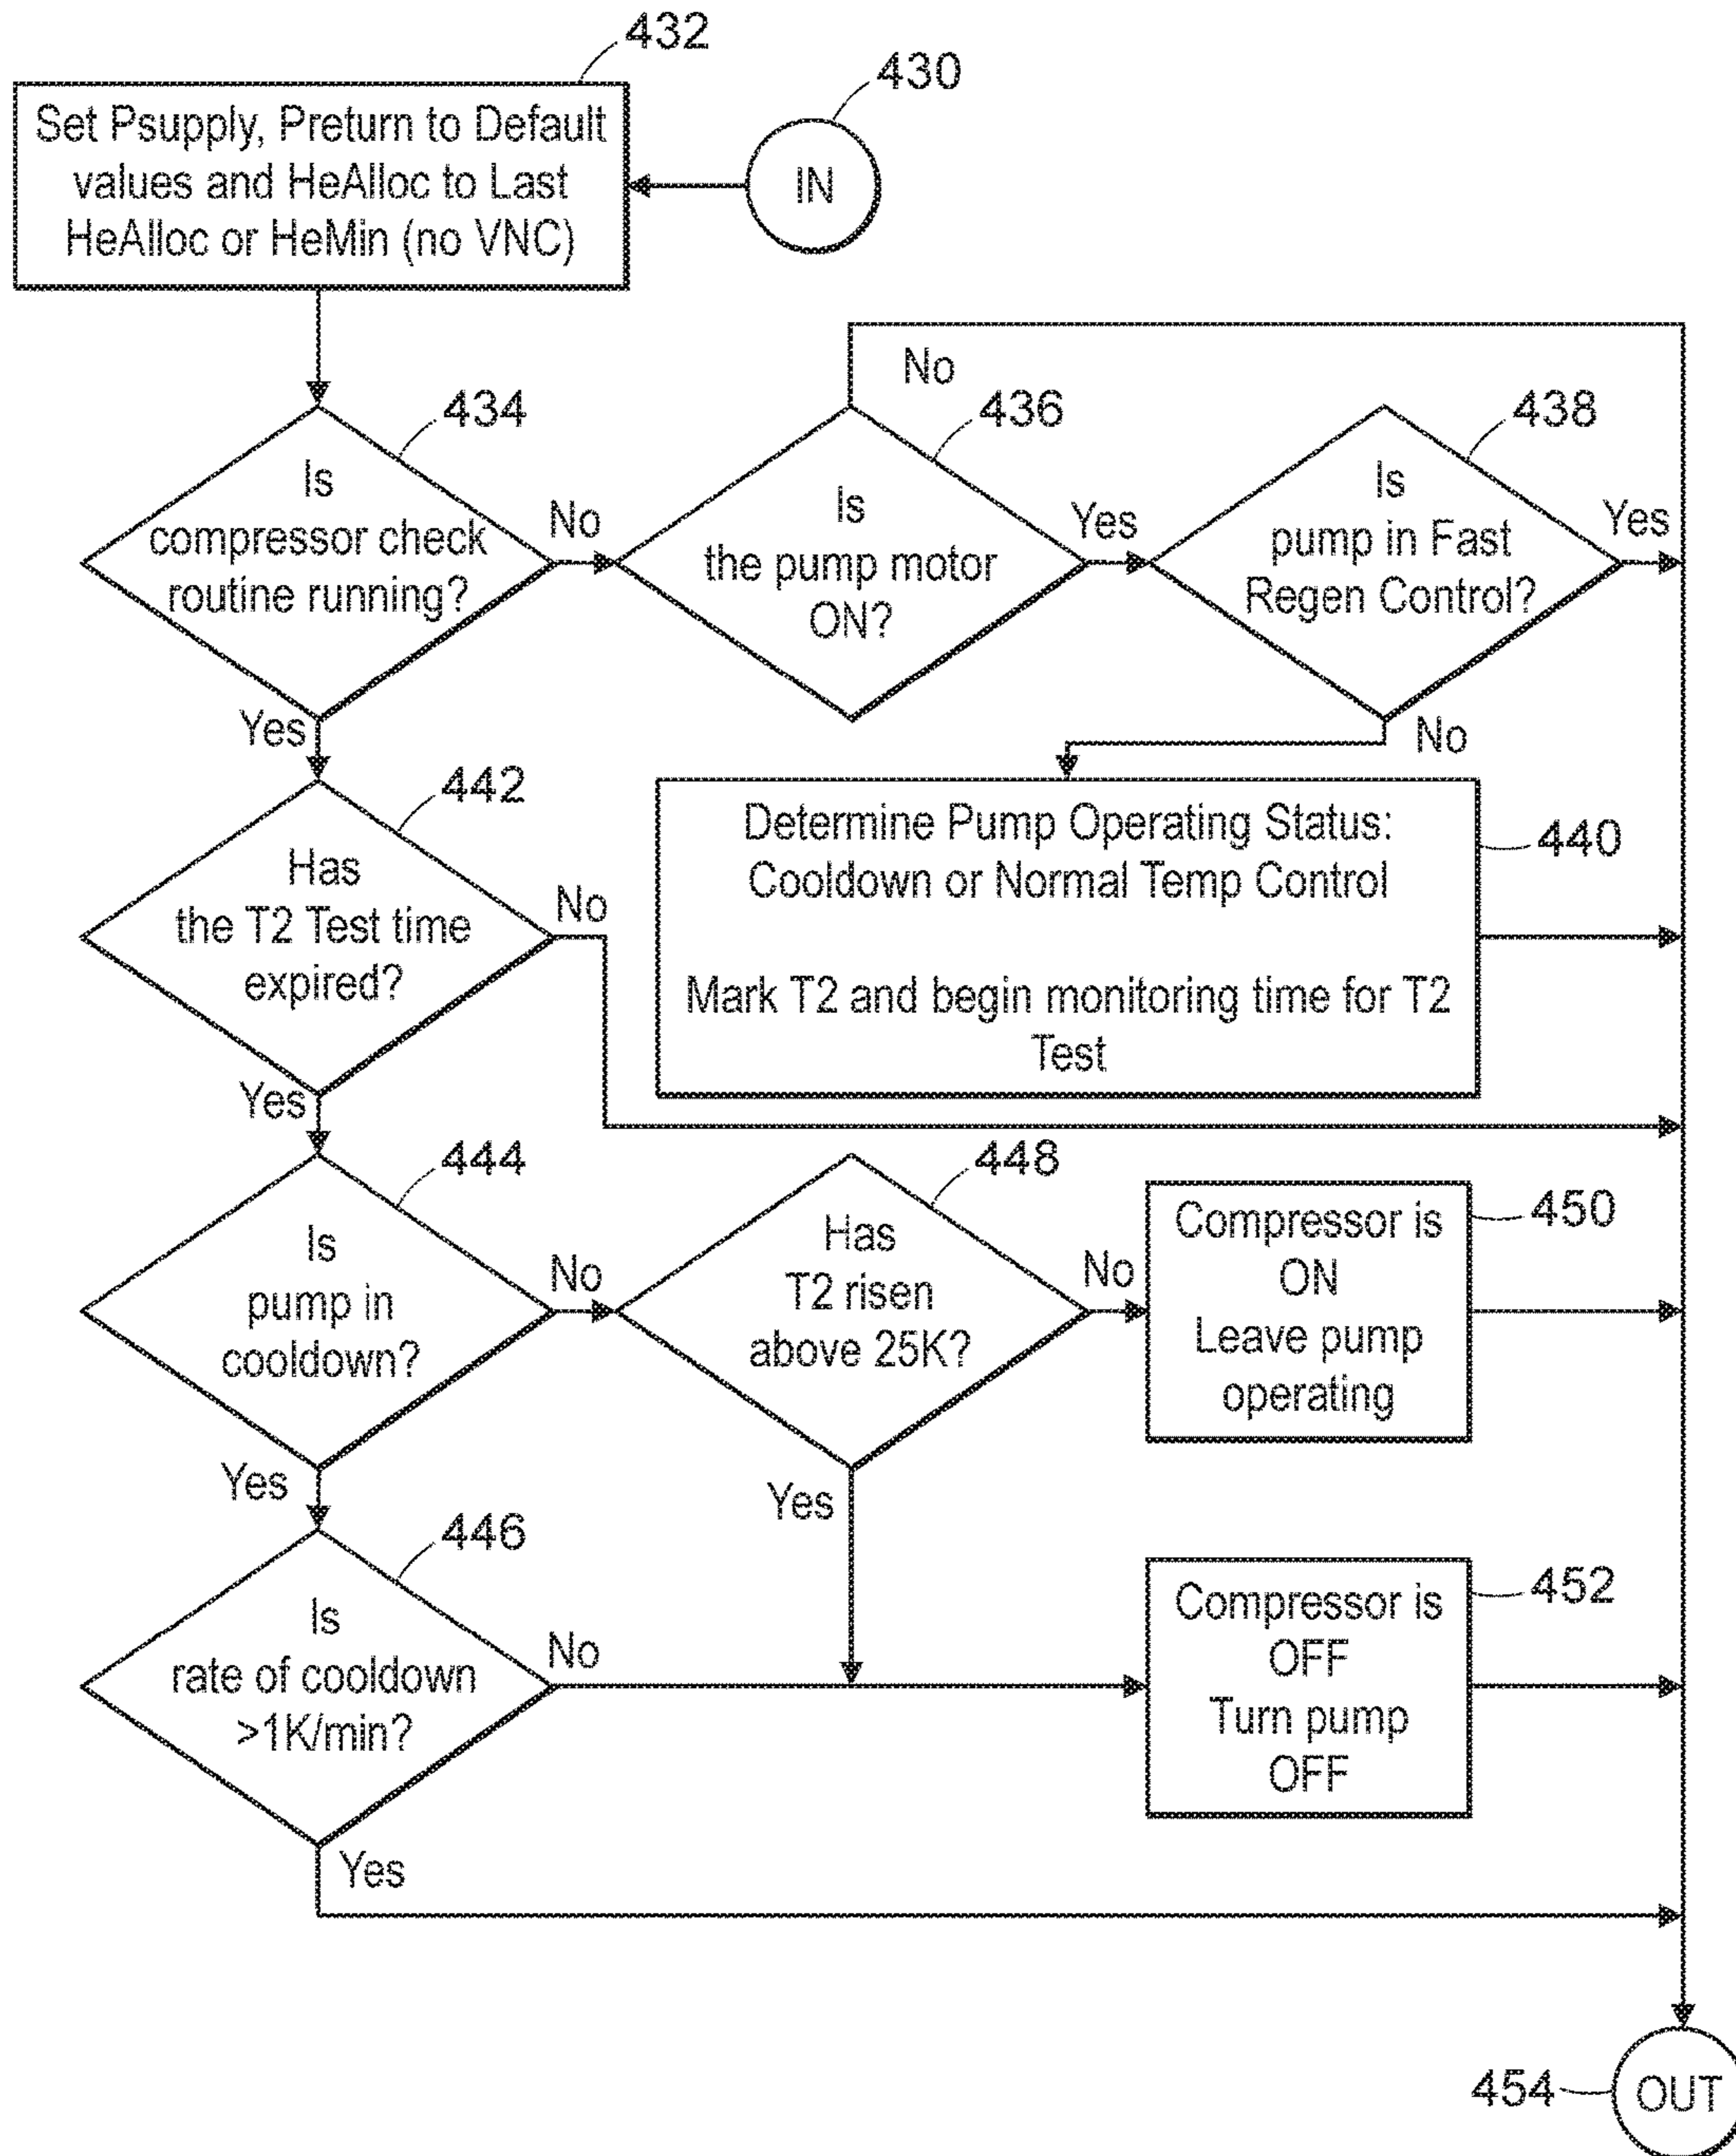 432
430
Set Psupply, Preturn to Default
values and HeAlloc to Last
HeAlloc or HeMin (no VNC)
IN
No
434
436
438
Is
compressor check
routine running?
No
Is
the pump motor
ON?
Yes
Is
pump in Fast
Regen Control?
Yes
Yes
No
442
Has
the T2 Test time
expired?
No
Determine Pump Operating Status:
Cooldown or Normal Temp Control
Mark T2 and begin monitoring time for T2
Test
440
Yes
444
448
Is
pump in
cooldown?
No
Has
T2 risen
above 25K?
No
Compressor is
ON
Leave pump
operating
450
Yes
Yes
446
Is
rate of cooldown
>1K/min?
No
Compressor is
OFF
Turn pump
OFF
452
Yes
454
OUT